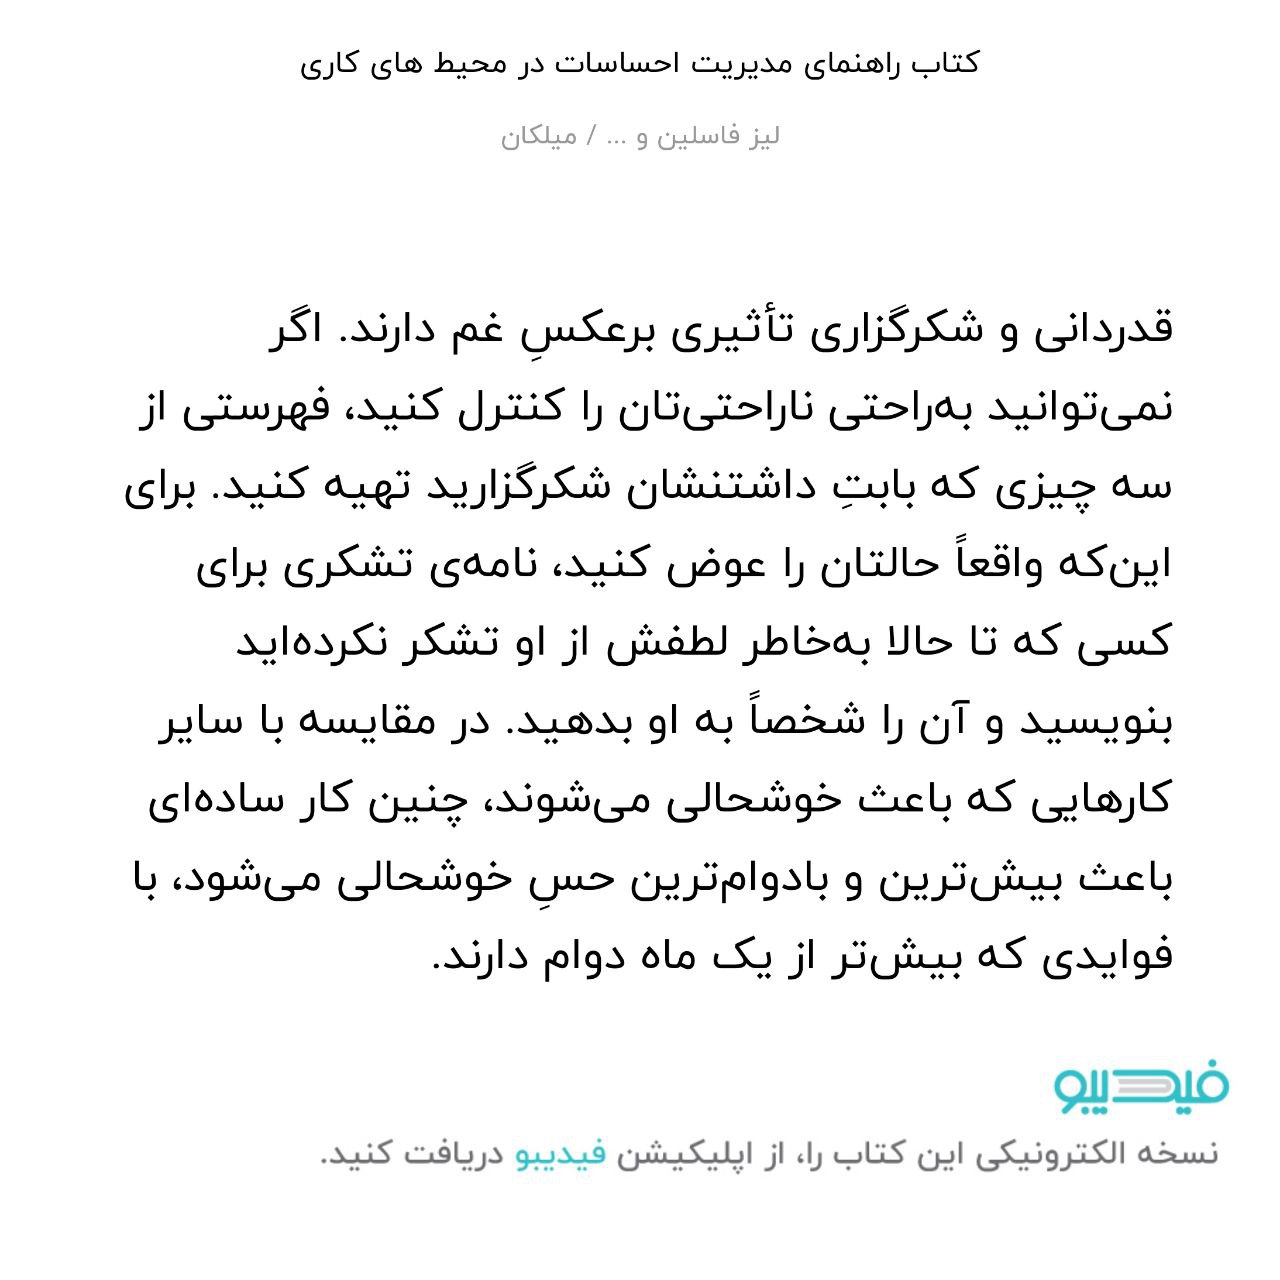 کتاب راهنمای مدیریت احساسات در محیط های کاری
لیز فاسلین و ... / میلکان
قدردانی و شکرگزاری تأثیری برعکسِ غم دارند. اگر
نمی‌توانید به‌راحتی ناراحتی‌تان را کنترل کنید، فهرستی از
سه چیزی که بابتِ داشتنشان شکرگزارید تهیه کنید. برای
این‌که واقعاً حالتان را عوض کنید، نامه‌ی تشکری برای
کسی که تا حالا به‌خاطر لطفش از او تشکر نکرده‌اید
بنویسید و آن را شخصاً به او بدهید. در مقایسه با سایر
کارهایی که باعث خوشحالی می‌شوند، چنین کار ساده‌ای
باعث بیش‌ترین و بادوام‌ترین حسِ خوشحالی می‌شود، با
فوایدی که بیش‌تر از یک ماه دوام دارند.
فیدیبو
نسخه الکترونیکی این کتاب را، از اپلیکیشن فیدیبو دریافت کنید.